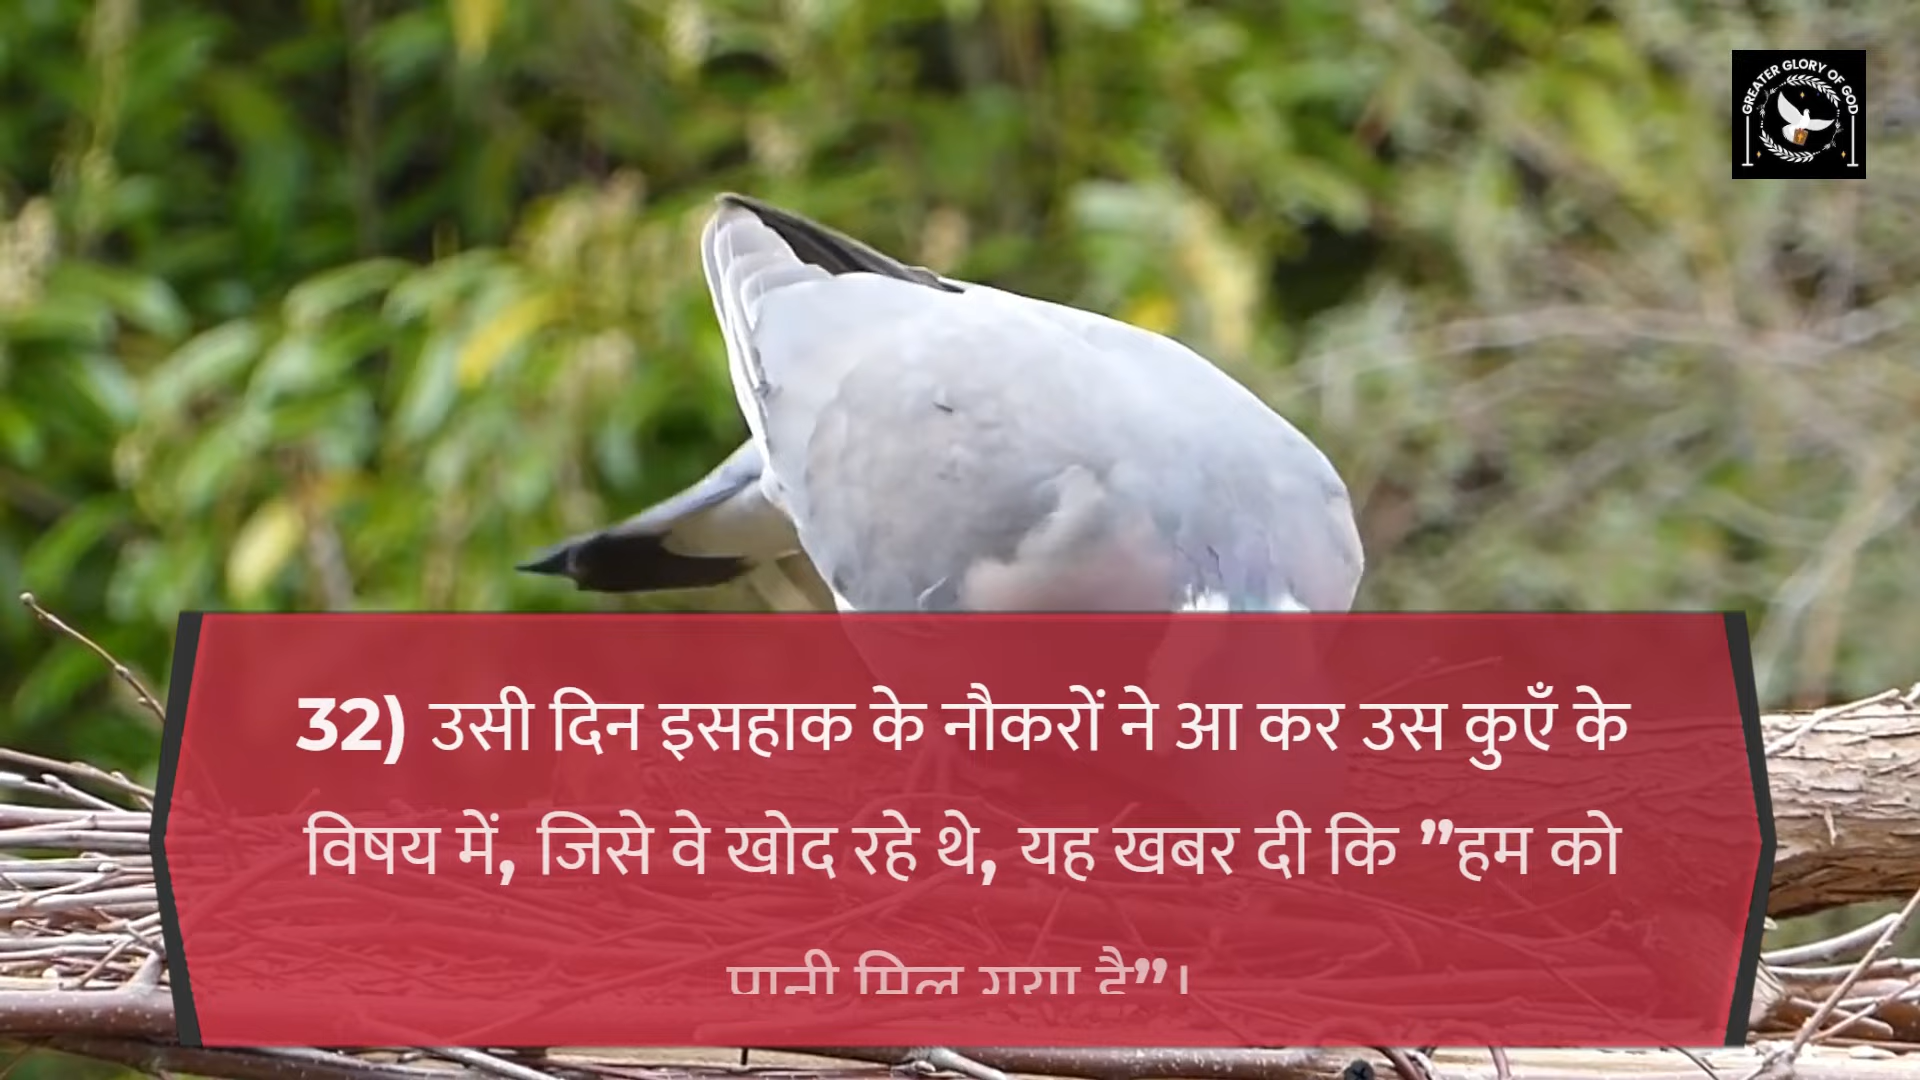 GREATER GLORY OF GOD
32) उसी दिन इसहाक के नौकरों ने आ कर उस कुएँ के
विषय में, जिसे वे खोद रहे थे, यह खबर दी कि ”हम को
पानी मिल गया है”।